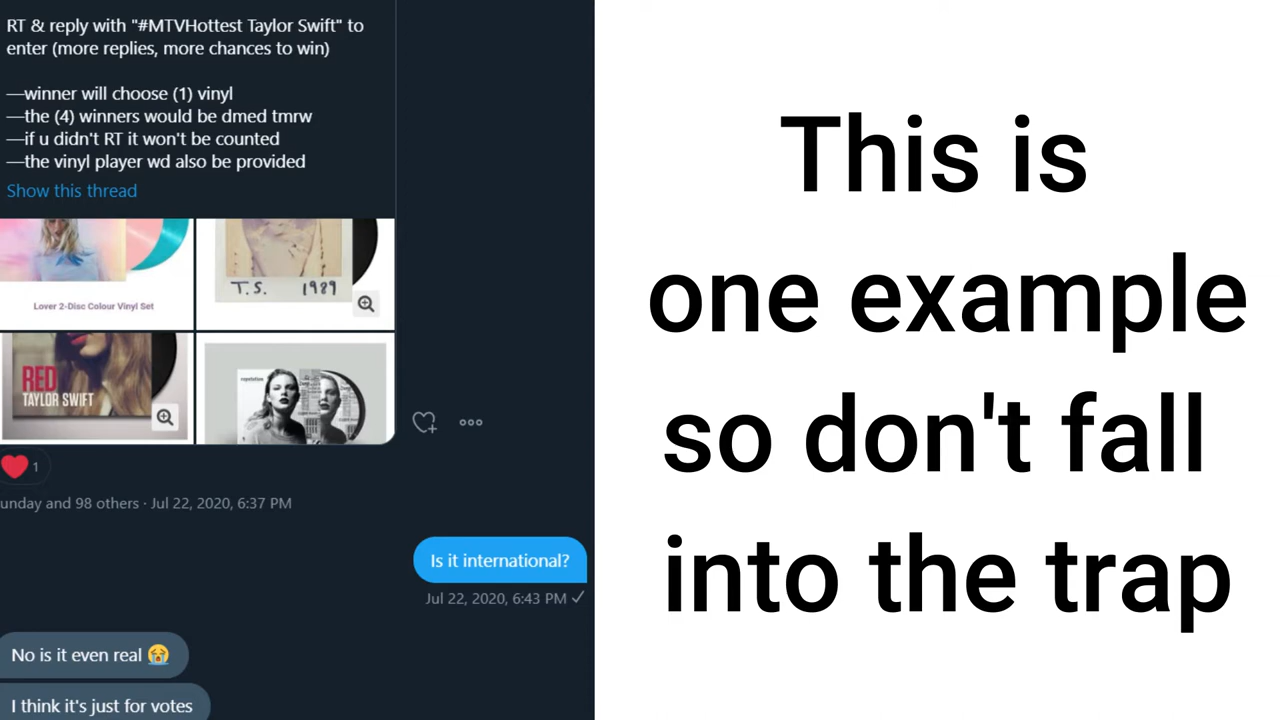 RT & reply with "#MTVHottest Taylor Swift" to
enter (more replies, more chances to win)
—winner will choose (1) vinyl
—the (4) winners would be dmed tmrw
—if u didn't RT it won't be counted
—the vinyl player wd also be provided
Show this thread
Lover 2-Disc Colour Vinyl Set
T.S. 1989
RED
TAYLOR SWIFT
reputation
1
unday and 98 others · Jul 22, 2020, 6:37 PM
Is it international?
Jul 22, 2020, 6:43 PM ✓
No is it even real 😭
I think it's just for votes
This is
one example
so don't fall
into the trap